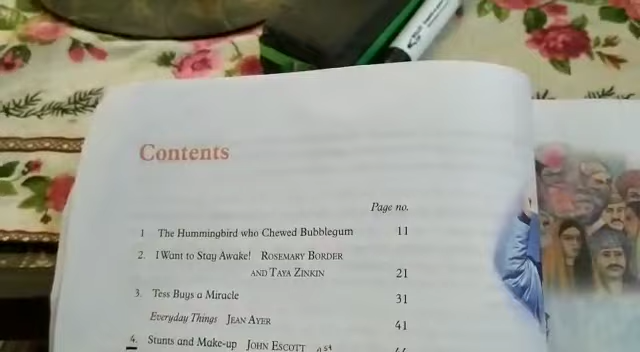 Contents
Page no.
1 The Hummingbird who Chewed Bubblegum 11
2. I Want to Stay Awake! ROSEMARY BORDER
AND TAYA ZINKIN 21
3. Tess Buys a Miracle 31
Everyday Things JEAN AYER 41
4. Stunts and Make-up JOHN ESCOTT